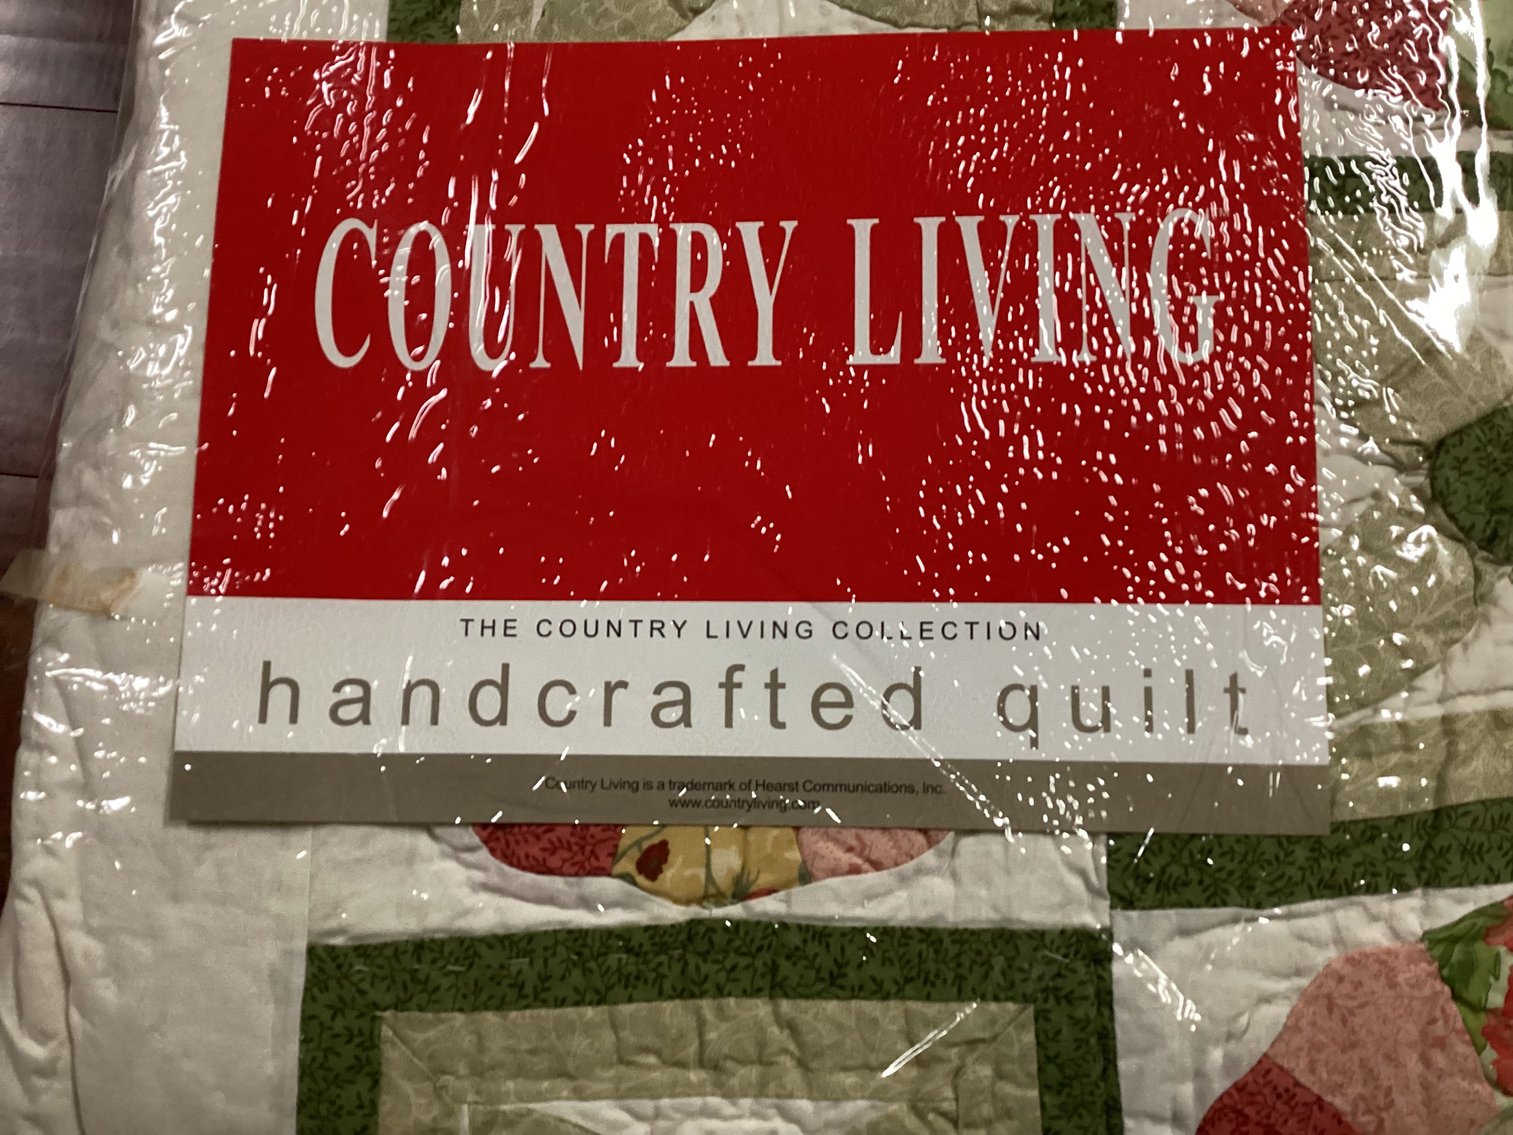 COUNTRY LIVING
THE COUNTRY LIVING COLLECTION
handcrafted quilt
Country Living is a trademark of Hearst Communications, Inc.
www.countryliving.com